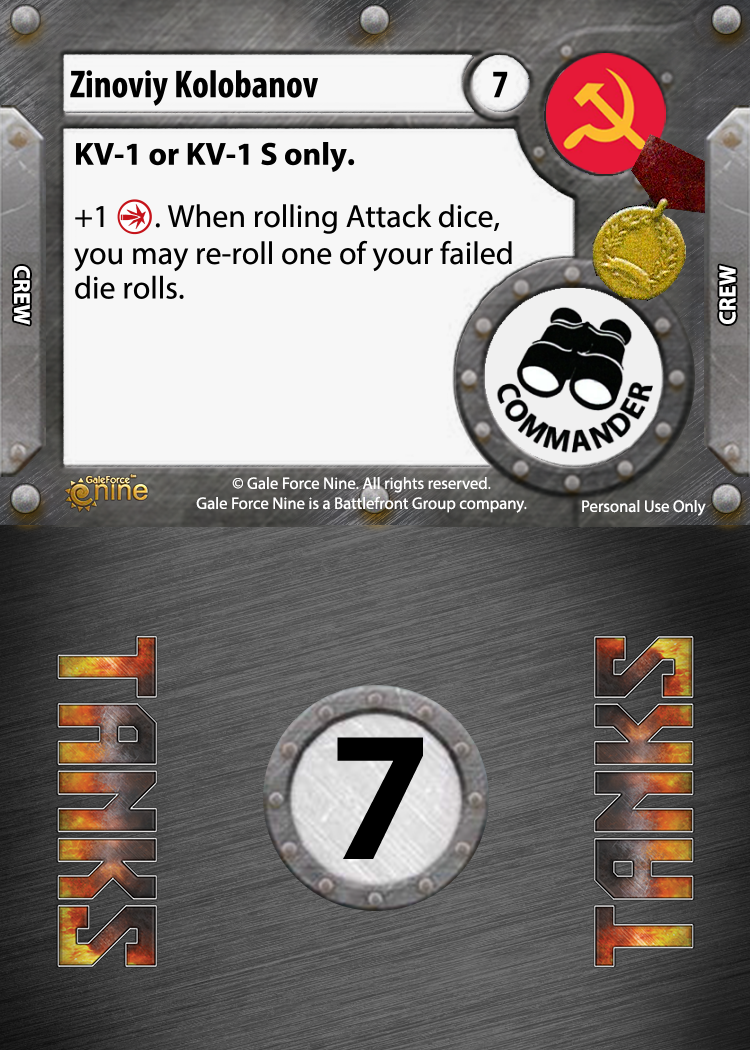 Zinoviy Kolobanov
7
KV-1 or KV-1 S only.
+1 . When rolling Attack dice,
you may re-roll one of your failed
die rolls.
CREW
CREW
COMMANDER
GaleForce™
nine
© Gale Force Nine. All rights reserved.
Gale Force Nine is a Battlefront Group company.
Personal Use Only
TANKS
7
TANKS